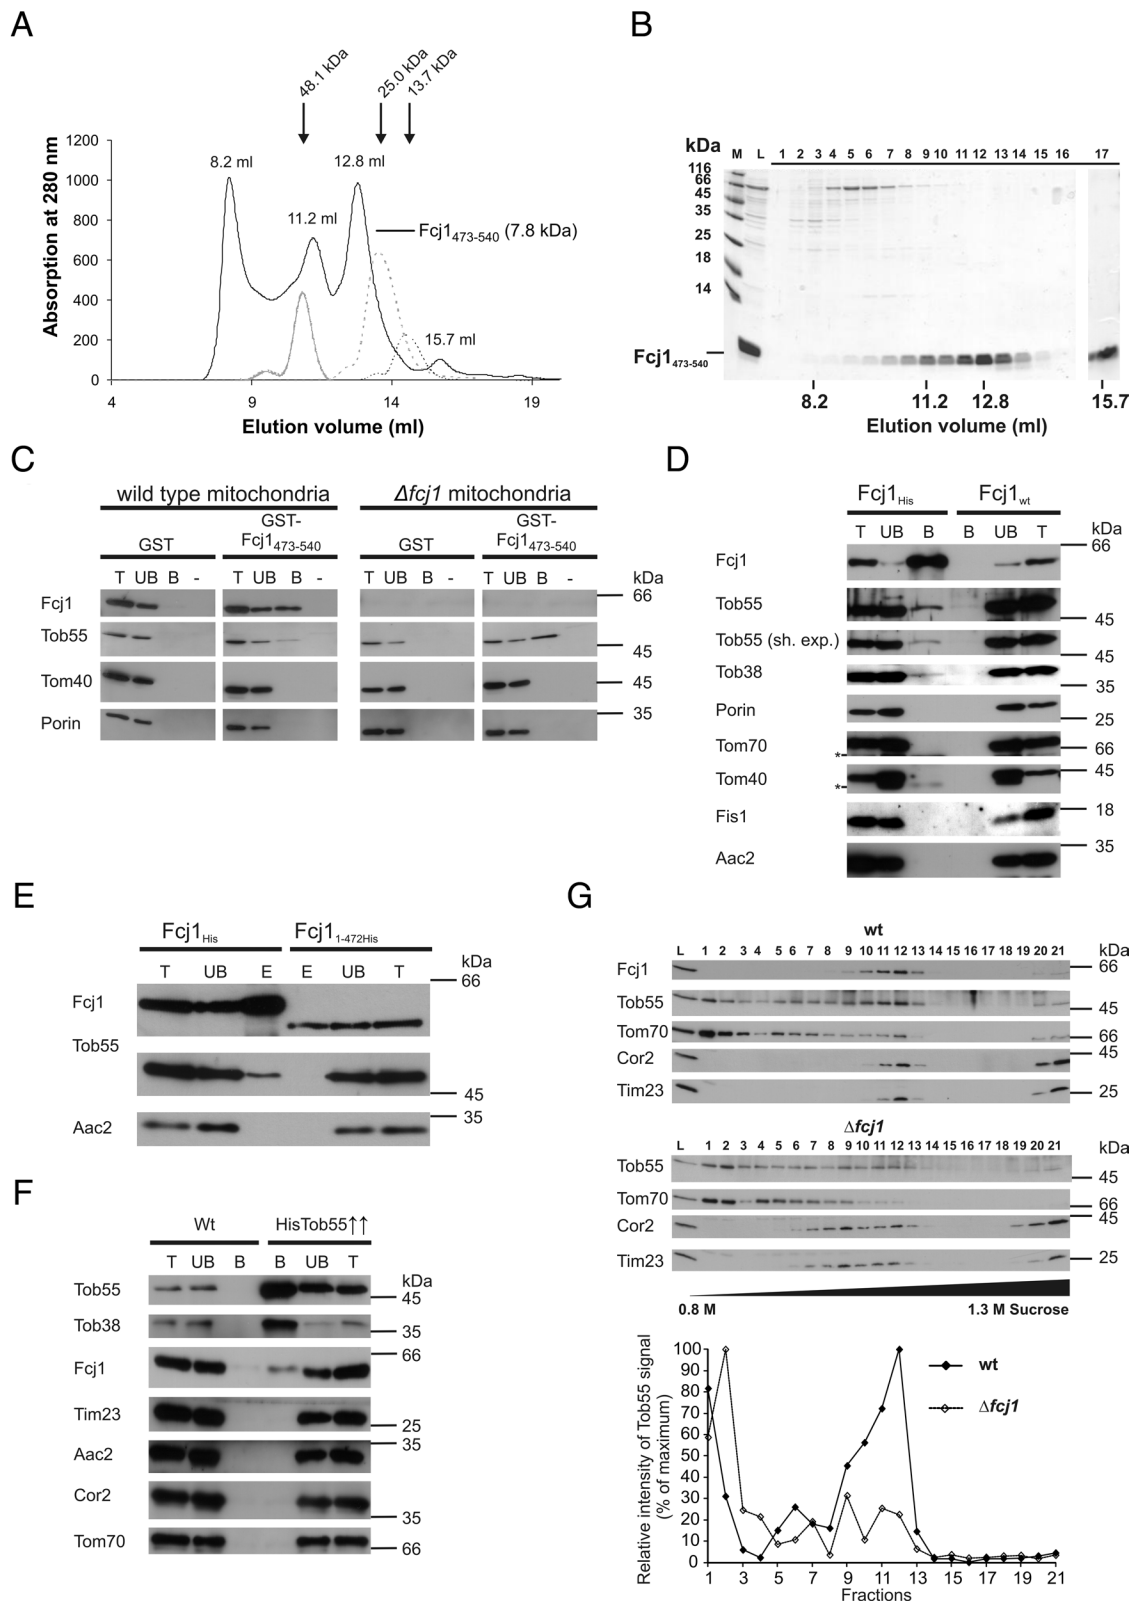 A
48.1 kDa
25.0 kDa
13.7 kDa
Absorption at 280 nm
1200
1000
800
600
400
200
0
8.2 ml
11.2 ml
12.8 ml
Fcj1473-540 (7.8 kDa)
15.7 ml
4 9 14 19
Elution volume (ml)
B
kDa M L 1 2 3 4 5 6 7 8 9 10 11 12 13 14 15 16 17
116
66
45
35
25
18
14
Fcj1473-540
8.2 11.2 12.8 15.7
Elution volume (ml)
C
wild type mitochondria Δfcj1 mitochondria
GST GST-Fcj1473-540 GST GST-Fcj1473-540
T UB B - T UB B - T UB B - T UB B - kDa
Fcj1 66
Tob55 45
Tom40 45
Porin 35
D
Fcj1His Fcj1wt
T UB B B UB T kDa
Fcj1 66
Tob55 45
Tob55 (sh. exp.) 45
Tob38 35
Porin 25
Tom70 * 66
Tom40 * 45
Fis1 18
Aac2 35
E
Fcj1His Fcj11-472His
T UB E E UB T kDa
66
Fcj1
Tob55
45
Aac2 35
F
Wt HisTob55↑↑
T UB B B UB T kDa
Tob55 45
Tob38 35
Fcj1 66
Tim23 25
Aac2 35
Cor2 35
Tom70 66
G
wt
L 1 2 3 4 5 6 7 8 9 10 11 12 13 14 15 16 17 18 19 20 21 kDa
Fcj1 66
Tob55 45
Tom70 66
Cor2 45
Tim23 25
Δfcj1
L 1 2 3 4 5 6 7 8 9 10 11 12 13 14 15 16 17 18 19 20 21 kDa
Tob55 45
Tom70 66
Cor2 45
Tim23 25
0.8 M 1.3 M Sucrose
Relative intensity of Tob55 signal
(% of maximum)
100
90
80
70
60
50
40
30
20
10
0
wt
Δfcj1
1 3 5 7 9 11 13 15 17 19 21
Fractions